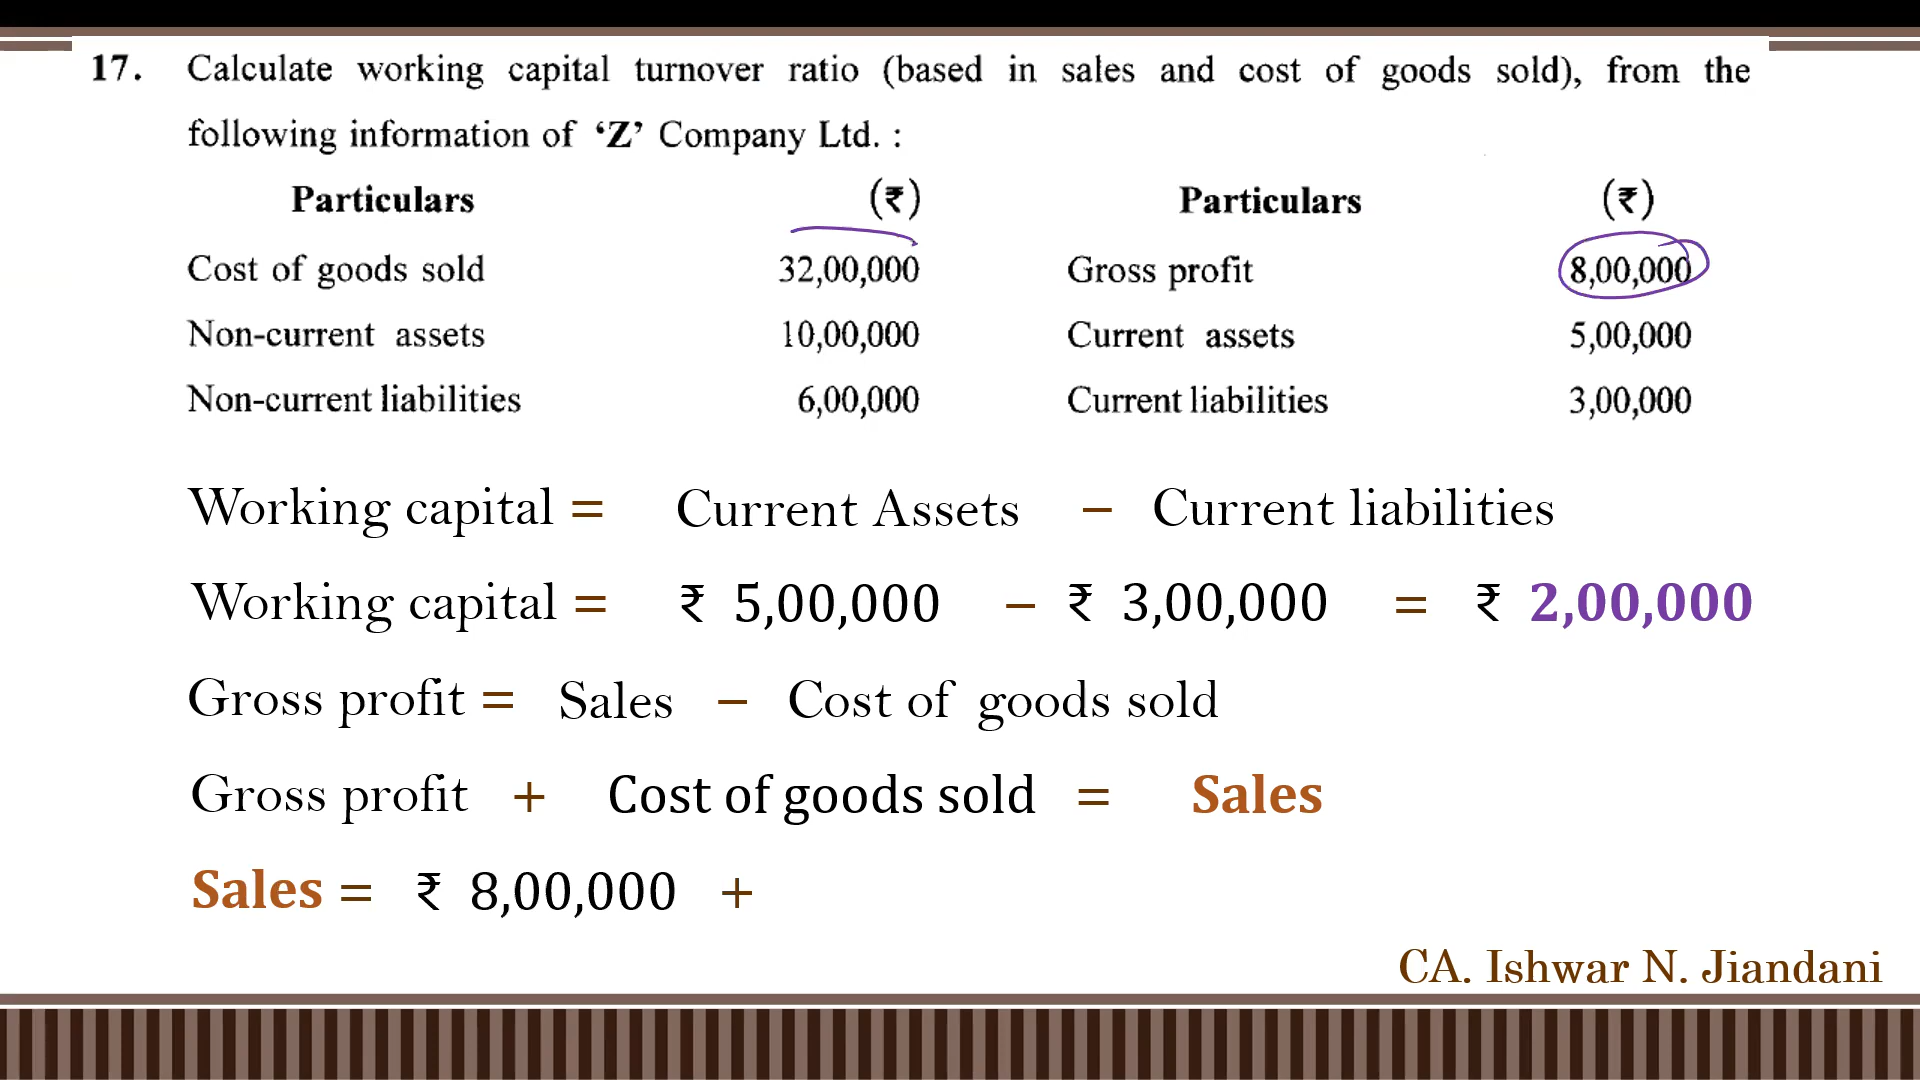 17. Calculate working capital turnover ratio (based in sales and cost of goods sold), from the
following information of ‘Z’ Company Ltd. :
Particulars (₹) Particulars (₹)
Cost of goods sold 32,00,000 Gross profit 8,00,000
Non-current assets 10,00,000 Current assets 5,00,000
Non-current liabilities 6,00,000 Current liabilities 3,00,000
Working capital = Current Assets − Current liabilities
Working capital = ₹ 5,00,000 − ₹ 3,00,000 = ₹ 2,00,000
Gross profit = Sales − Cost of goods sold
Gross profit + Cost of goods sold = Sales
Sales = ₹ 8,00,000 +
CA. Ishwar N. Jiandani